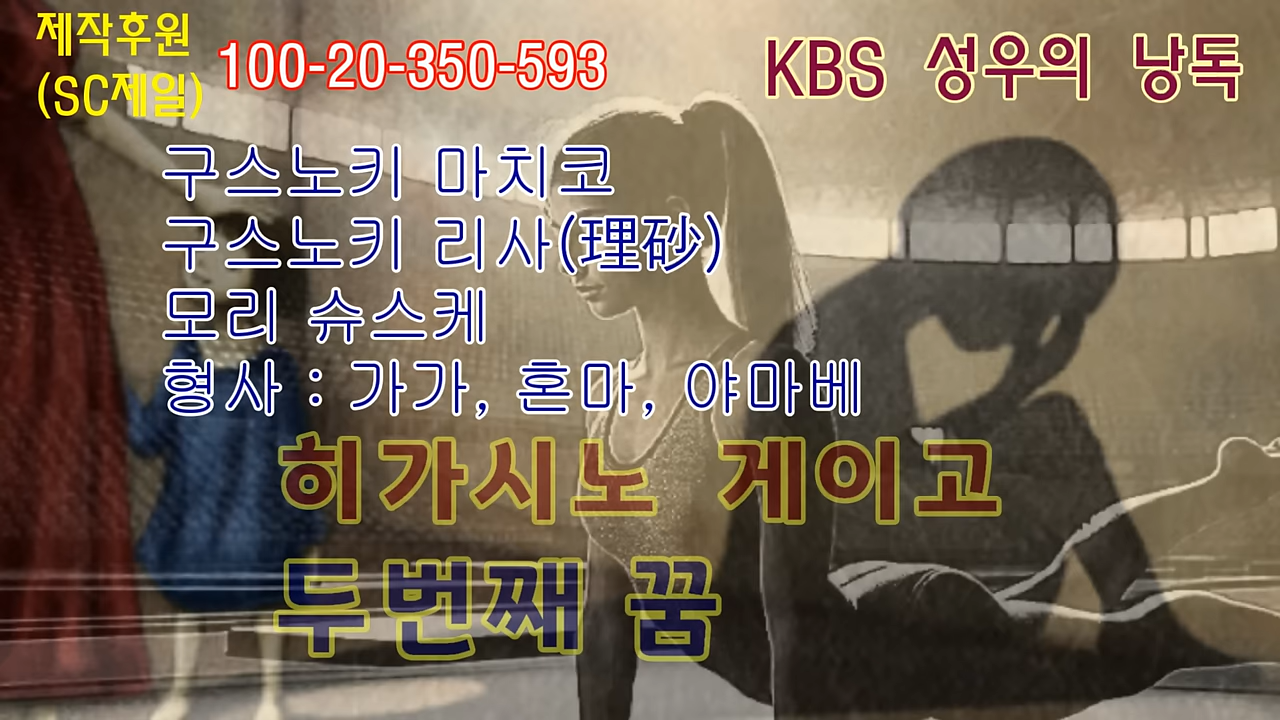 제작후원
(SC제일)
100-20-350-593
KBS 성우의 낭독
구스노키 마치코
구스노키 리사(理砂)
모리 슈스케
형사 : 가가, 혼마, 야마베
히가시노 게이고
두번째 꿈